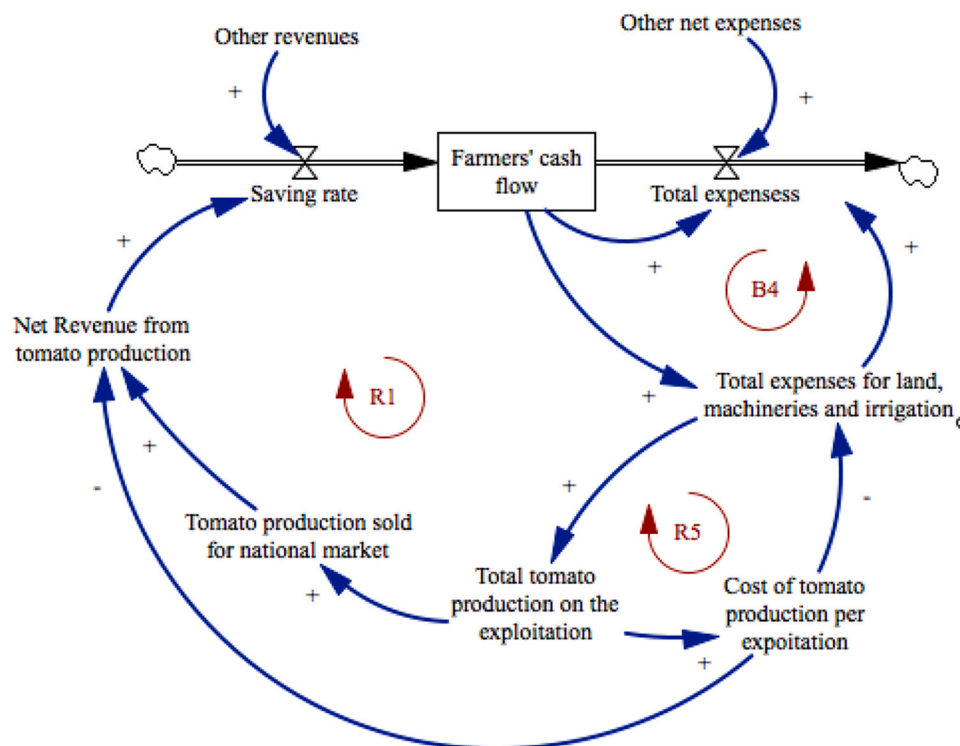 Other revenues
Other net expenses
+
+
Farmers' cash
flow
Saving rate
Total expensess
+
+
+
B4
Net Revenue from
tomato production
R1
Total expenses for land,
machineries and irrigation
+
+
+
-
-
Tomato production sold
for national market
R5
Total tomato
production on the
exploitation
Cost of tomato
production per
expoitation
+
+